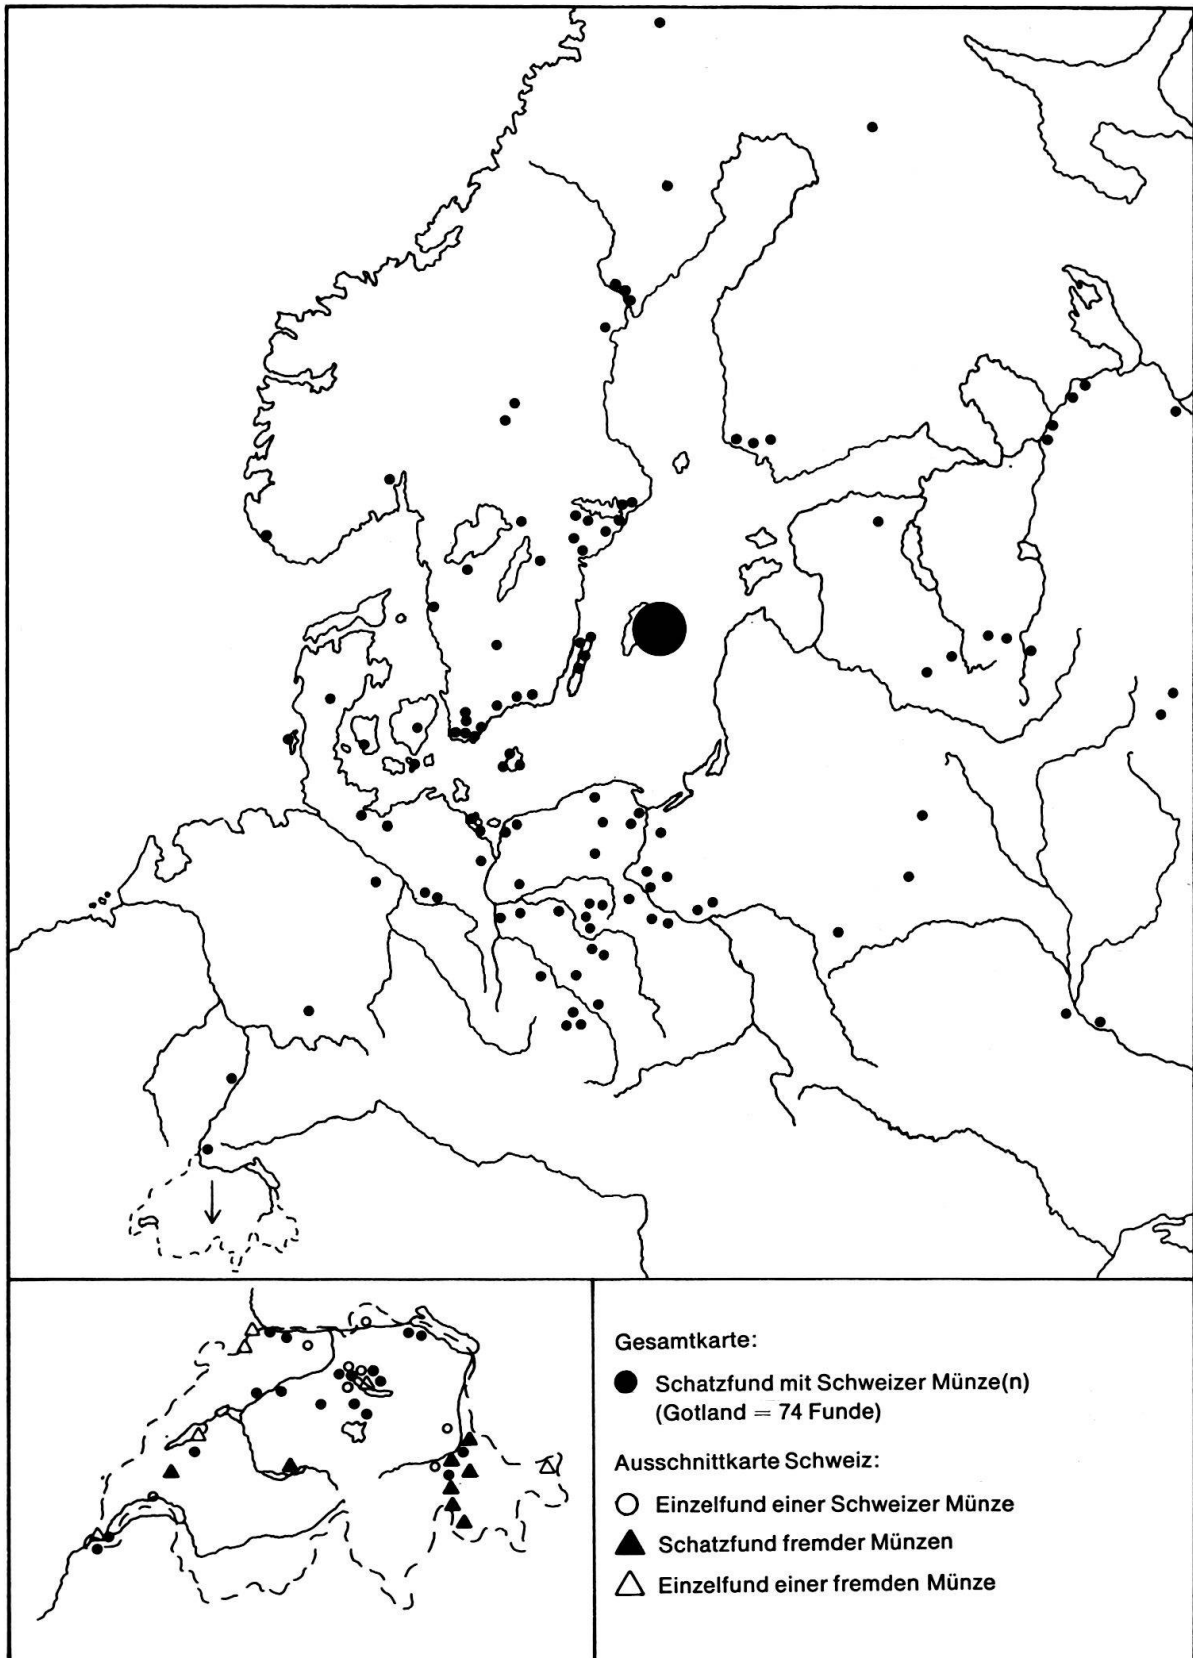 Gesamtkarte:
Schatzfund mit Schweizer Münze(n)
(Gotland = 74 Funde)
Ausschnittkarte Schweiz:
Einzelfund einer Schweizer Münze
Schatzfund fremder Münzen
Einzelfund einer fremden Münze